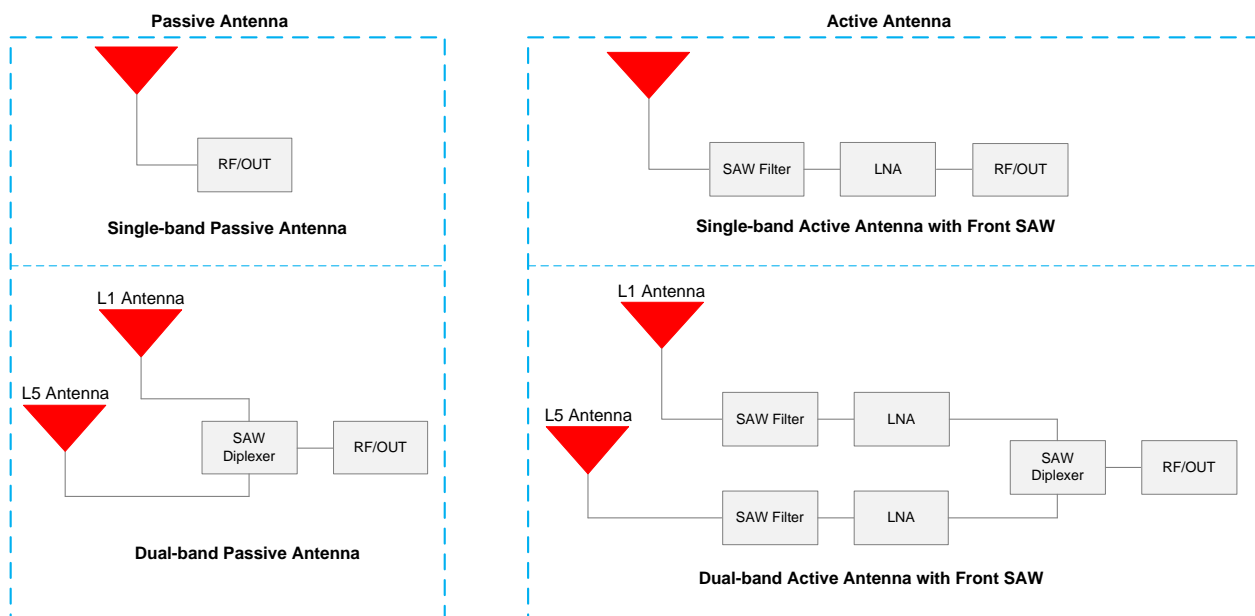 Passive Antenna
RF/OUT
Single-band Passive Antenna
L1 Antenna
L5 Antenna
SAW
Diplexer
RF/OUT
Dual-band Passive Antenna
Active Antenna
SAW Filter
LNA
RF/OUT
Single-band Active Antenna with Front SAW
L1 Antenna
L5 Antenna
SAW Filter
LNA
SAW
Diplexer
RF/OUT
SAW Filter
LNA
Dual-band Active Antenna with Front SAW